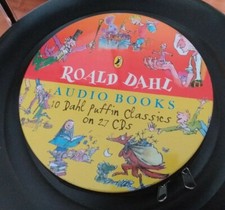 ROALD DAHL
AUDIO BOOKS
10 Dahl Puffin Classics
on 27 CDs